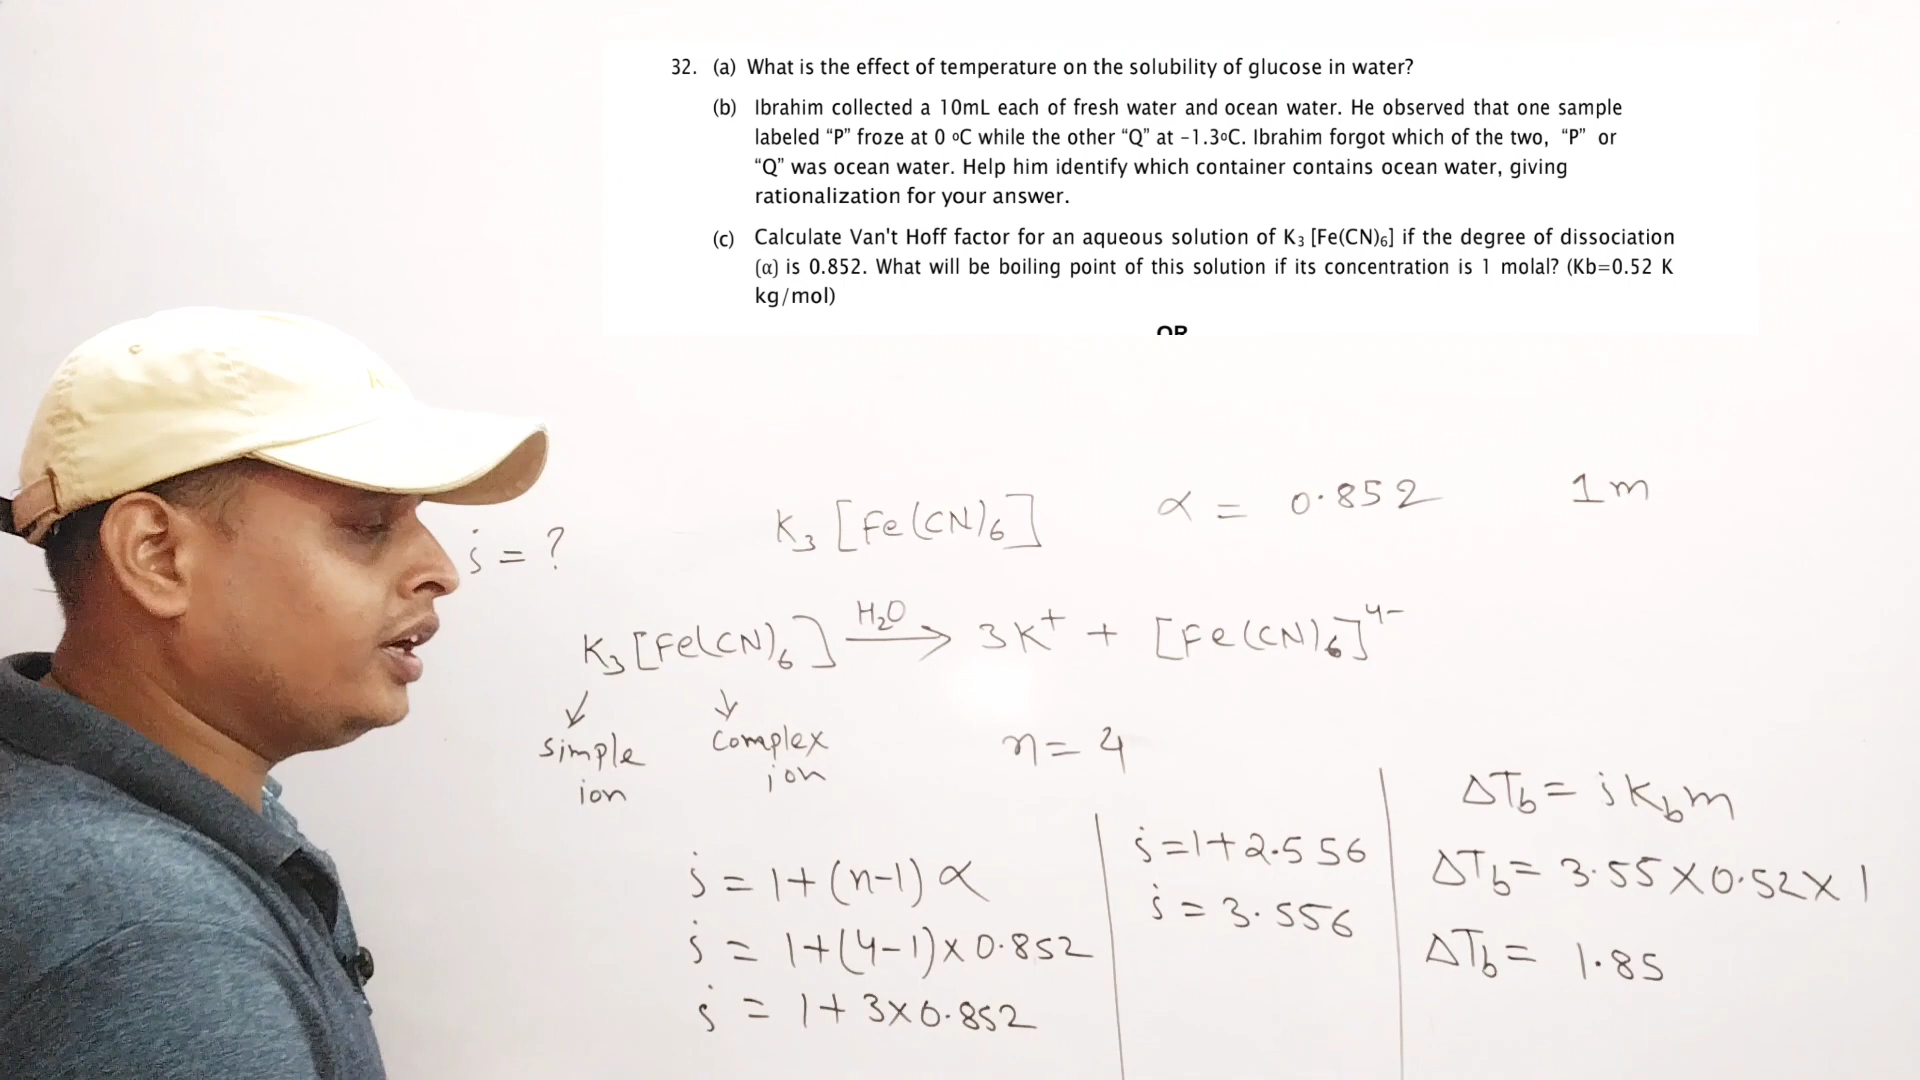 32. (a) What is the effect of temperature on the solubility of glucose in water?
(b) Ibrahim collected a 10mL each of fresh water and ocean water. He observed that one sample
labeled “P” froze at 0 ºC while the other “Q” at −1.3ºC. Ibrahim forgot which of the two, “P” or
“Q” was ocean water. Help him identify which container contains ocean water, giving
rationalization for your answer.
(c) Calculate Van't Hoff factor for an aqueous solution of K₃ [Fe(CN)₆] if the degree of dissociation
(α) is 0.852. What will be boiling point of this solution if its concentration is 1 molal? (Kb=0.52 K
kg/mol)
OR
i = ?
K₃ [Fe(CN)₆]
α = 0.852
1m
K₃[Fe(CN)₆] H₂O → 3K⁺ + [Fe(CN)₆]⁴⁻
simple
ion
complex
ion
n = 4
i = 1+(n-1) α
i = 1+(4-1)×0.852
i = 1+ 3×0.852
i = 1+2.556
i = 3.556
ΔTb = i Kb m
ΔTb = 3.55×0.52×1
ΔTb = 1.85